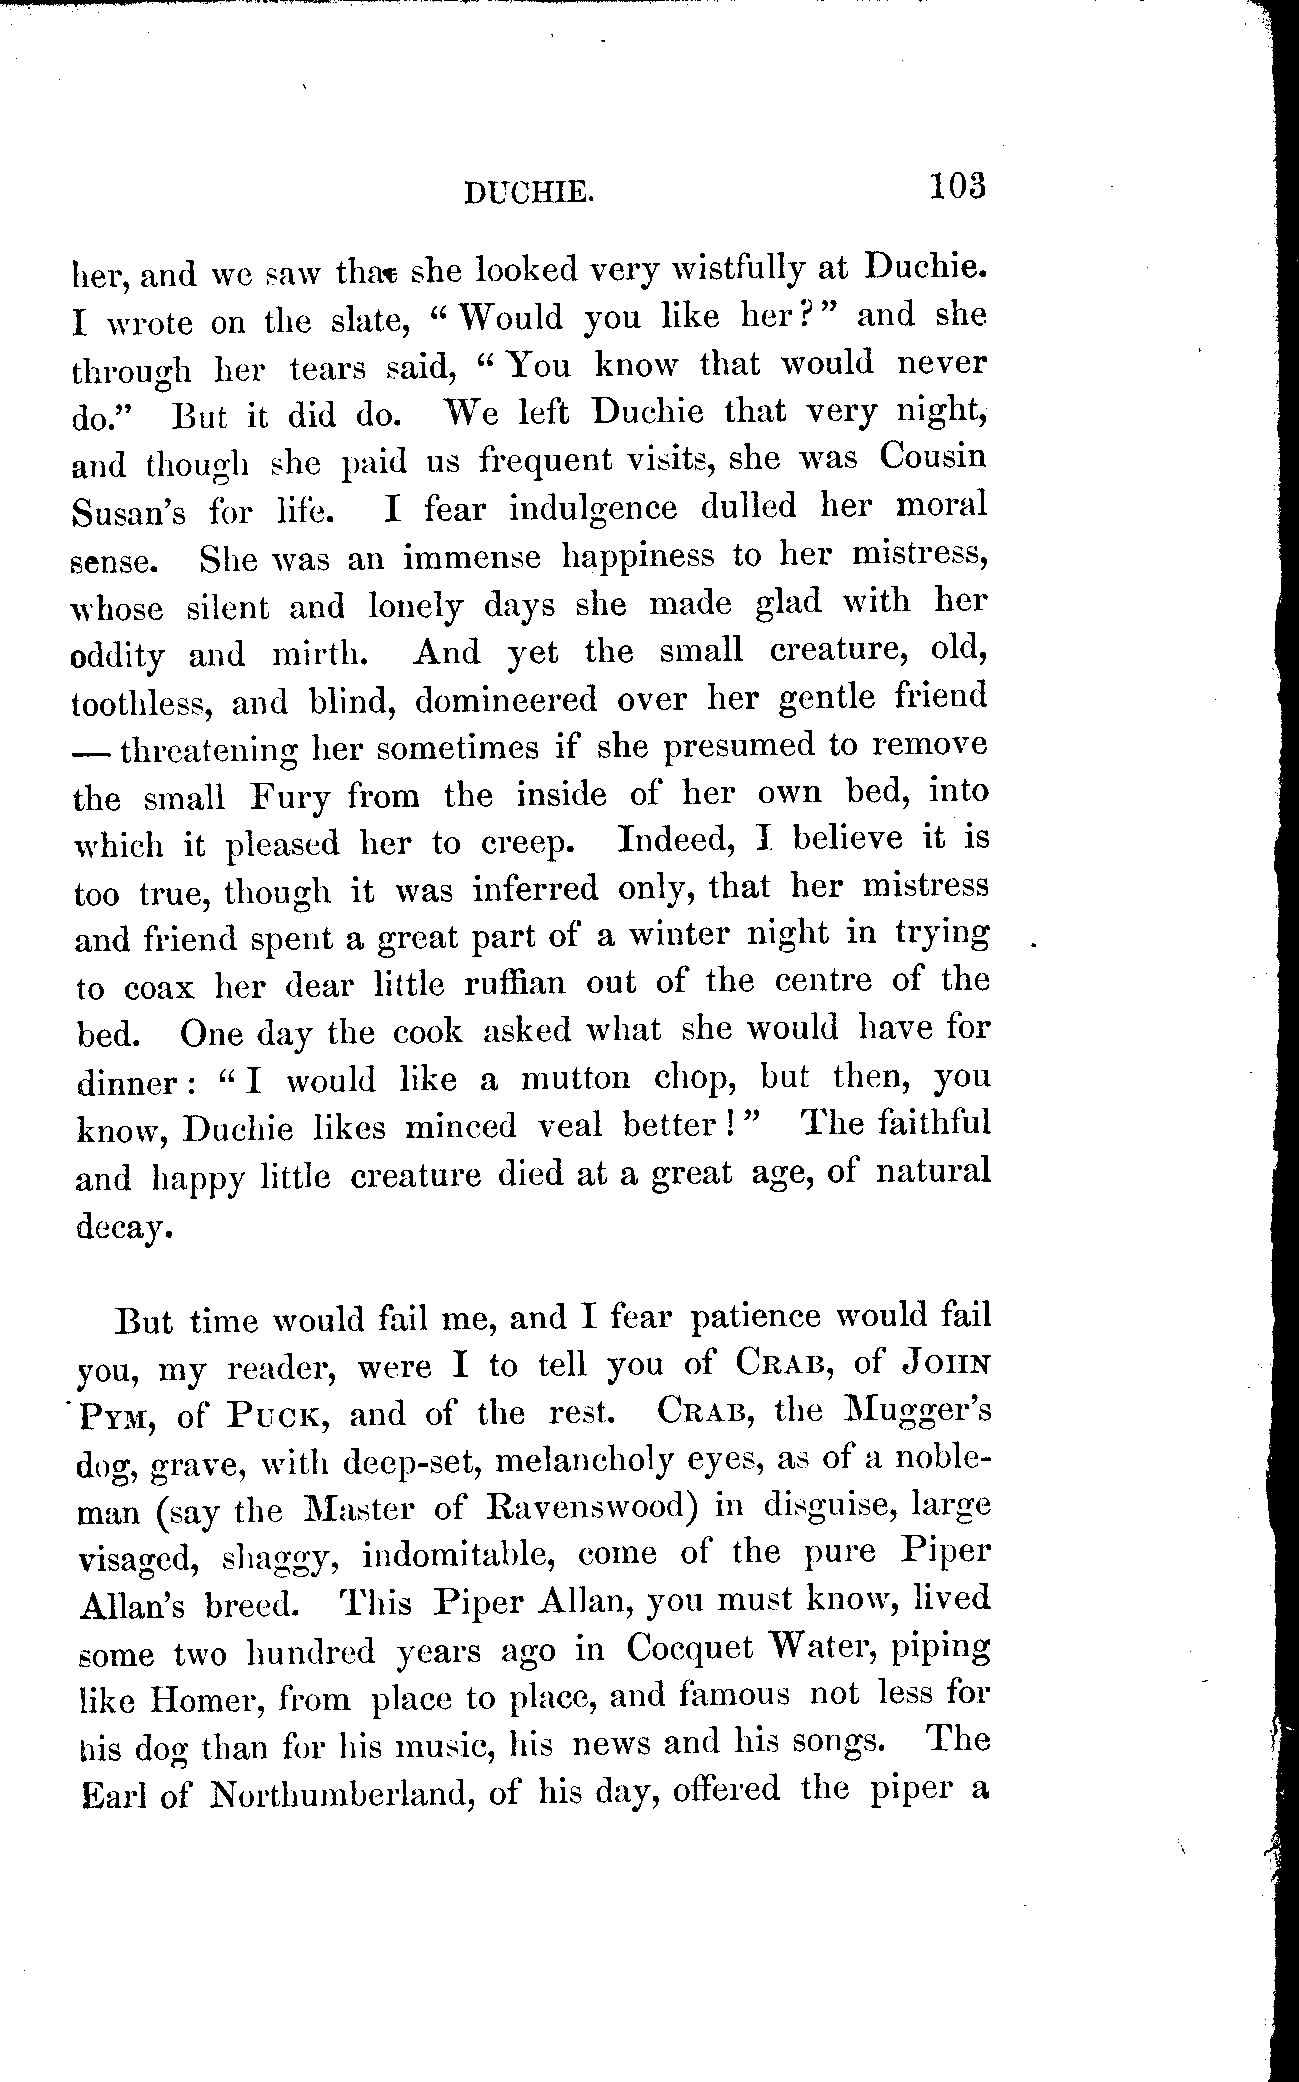 DUCHIE. 103
her, and we saw that she looked very wistfully at Duchie.
I wrote on the slate, “ Would you like her?” and she
through her tears said, “ You know that would never
do.” But it did do. We left Duchie that very night,
and though she paid us frequent visits, she was Cousin
Susan's for life. I fear indulgence dulled her moral
sense. She was an immense happiness to her mistress,
whose silent and lonely days she made glad with her
oddity and mirth. And yet the small creature, old,
toothless, and blind, domineered over her gentle friend
— threatening her sometimes if she presumed to remove
the small Fury from the inside of her own bed, into
which it pleased her to creep. Indeed, I believe it is
too true, though it was inferred only, that her mistress
and friend spent a great part of a winter night in trying
to coax her dear little ruffian out of the centre of the
bed. One day the cook asked what she would have for
dinner : “ I would like a mutton chop, but then, you
know, Duchie likes minced veal better ! ” The faithful
and happy little creature died at a great age, of natural
decay.
But time would fail me, and I fear patience would fail
you, my reader, were I to tell you of CRAB, of JOHN
PYM, of PUCK, and of the rest. CRAB, the Mugger's
dog, grave, with deep-set, melancholy eyes, as of a noble-
man (say the Master of Ravenswood) in disguise, large
visaged, shaggy, indomitable, come of the pure Piper
Allan's breed. This Piper Allan, you must know, lived
some two hundred years ago in Cocquet Water, piping
like Homer, from place to place, and famous not less for
his dog than for his music, his news and his songs. The
Earl of Northumberland, of his day, offered the piper a